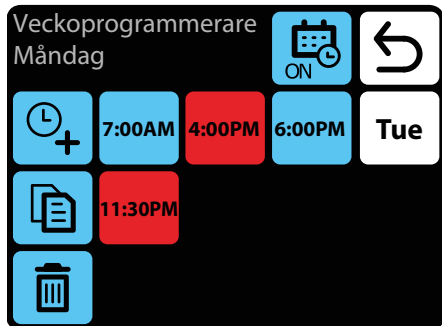 Veckoprogrammerare
Måndag
ON
7:00AM 4:00PM 6:00PM Tue
11:30PM